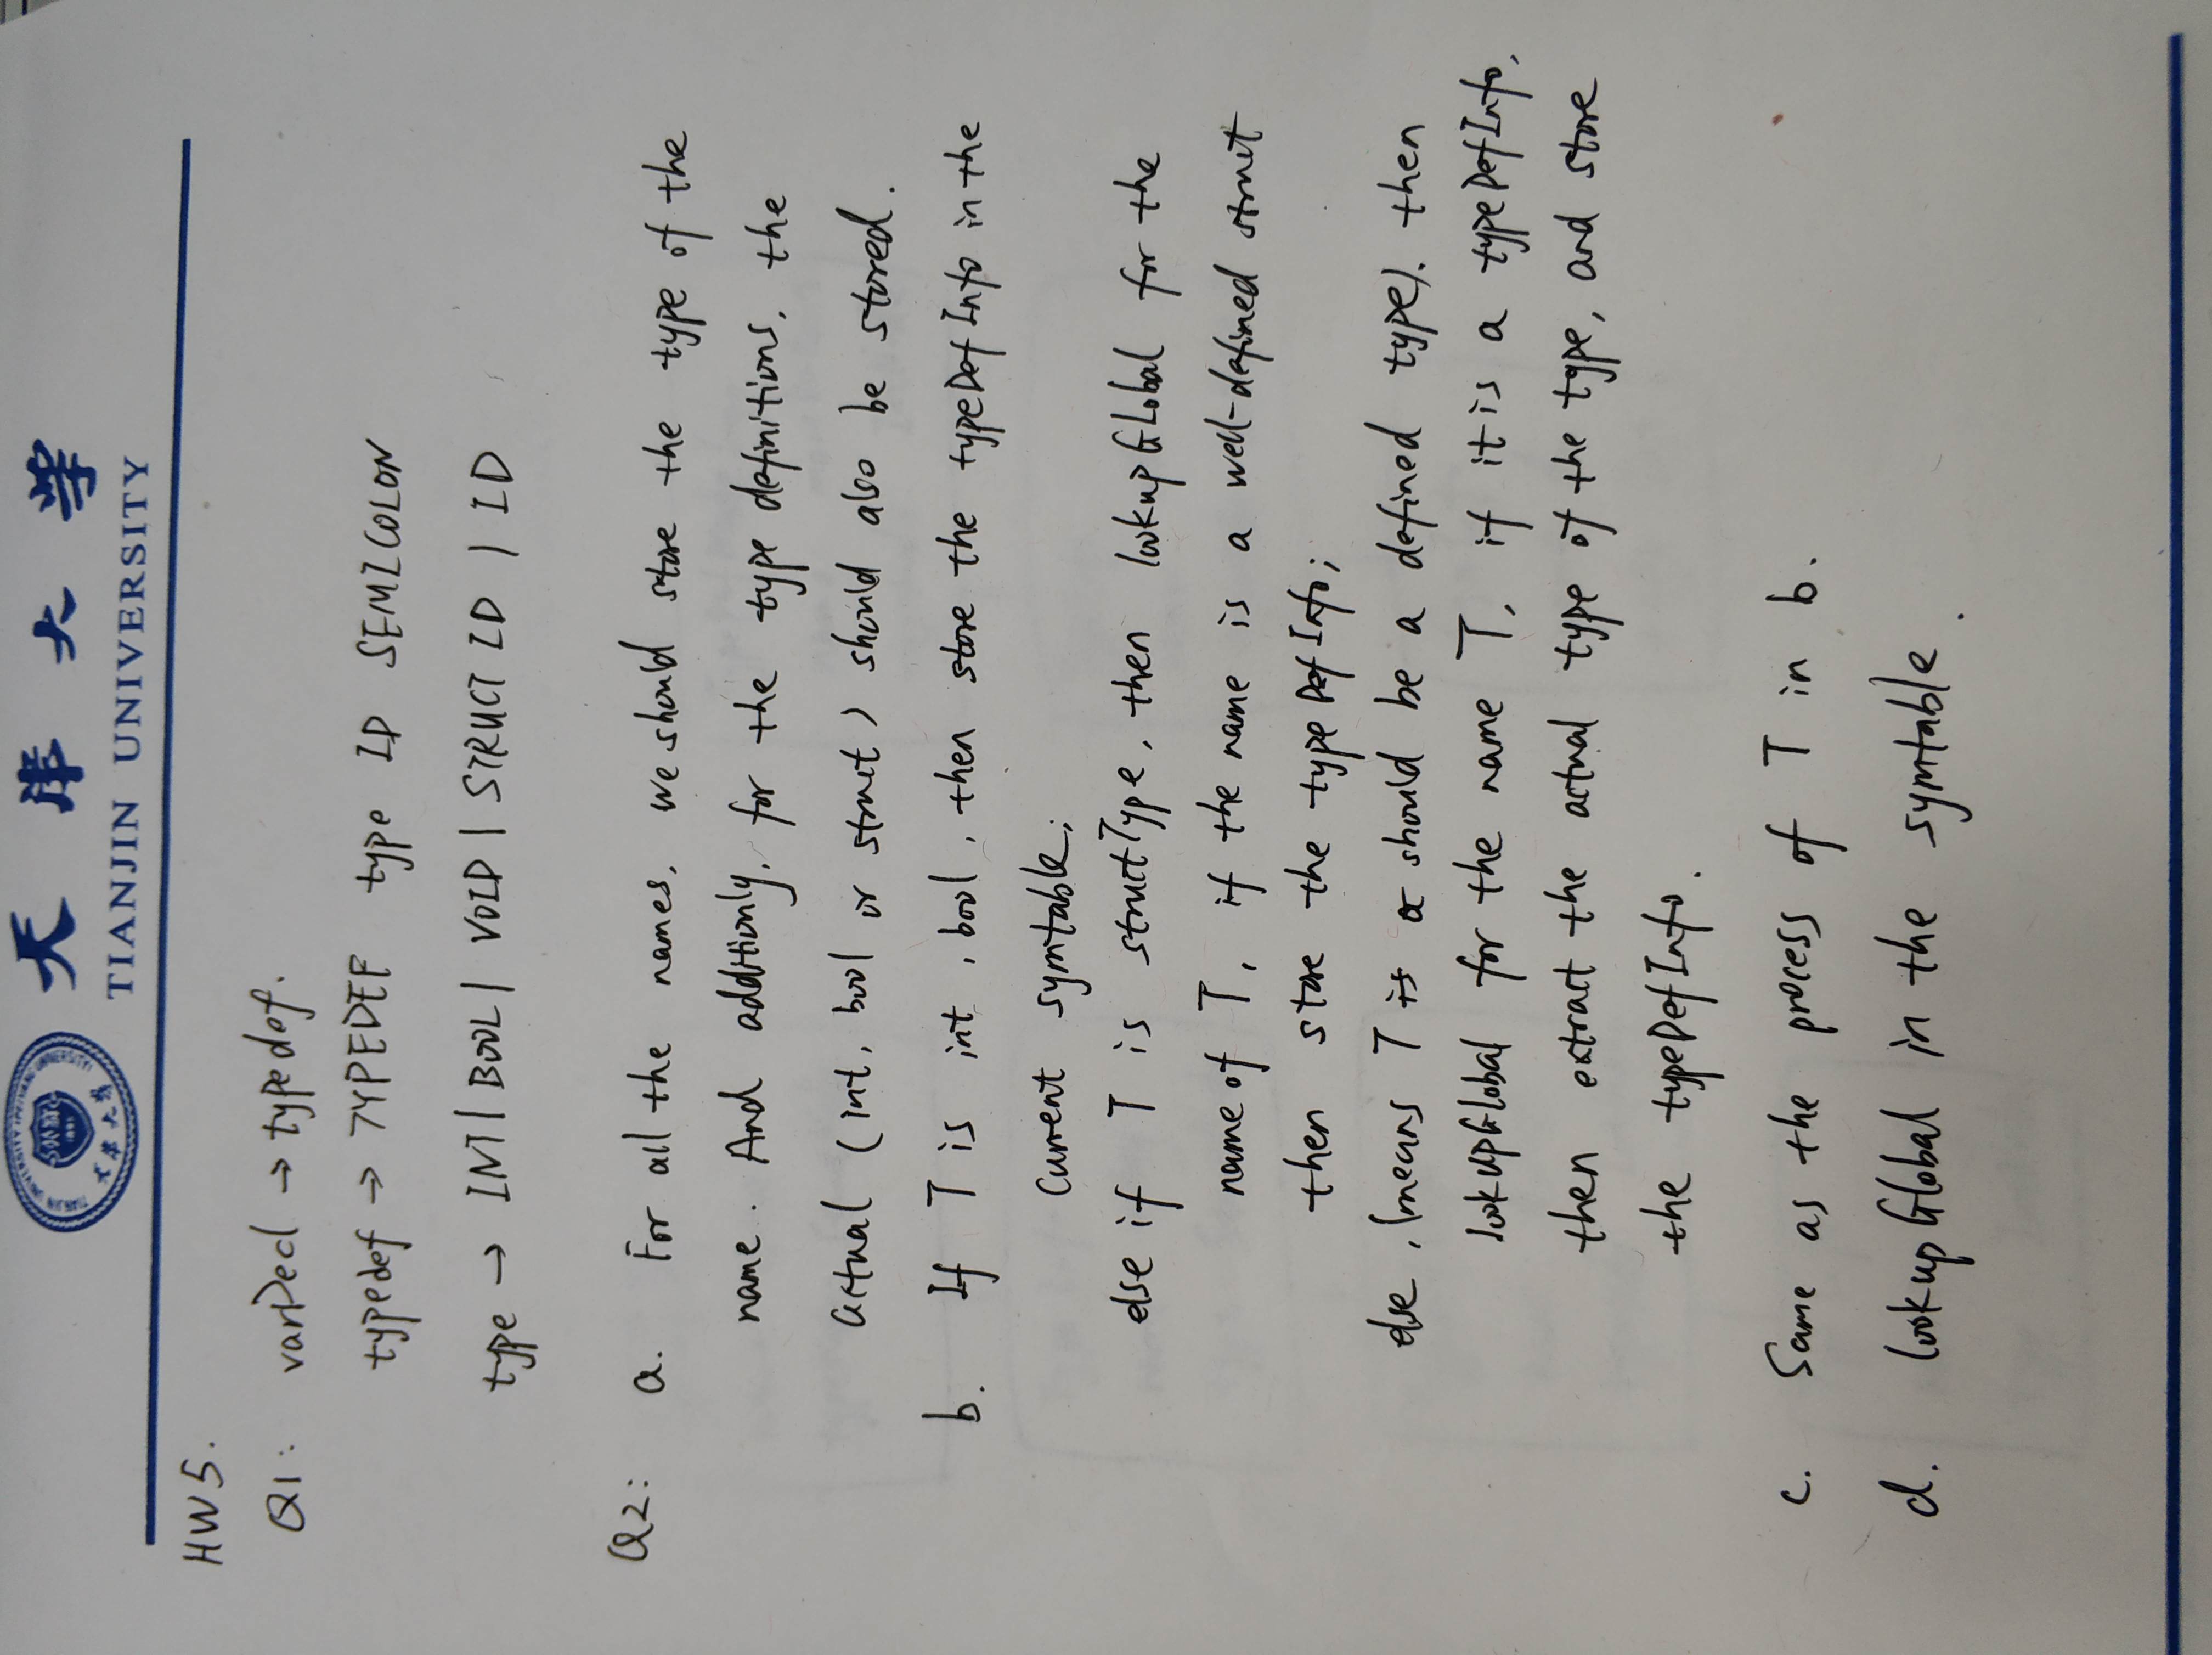 天津大学
TIANJIN UNIVERSITY
HW5.
Q1: varDecl → typedef.
typedef → TYPEDEF type ID SEMICOLON
type → INT | BOOL | VOID | STRUCT ID | ID
Q2: a. For all the names, we should store the type of the
name. And additionly, for the type definitions, the
actual (int, bool or struct) should also be stored.
b. If T is int, bool, then store the typeDefInfo in the
current symtable;
else if T is structType, then lookupGlobal for the
name of T, if the name is a well-defined struct
then store the typeDefInfo;
else, (means T should be a defined type). then
lookupGlobal for the name T, if it is a typeDefInfo,
then extract the actual type of the type, and store
the typeDefInfo.
c. Same as the process of T in b.
d. lookupGlobal in the symtable.